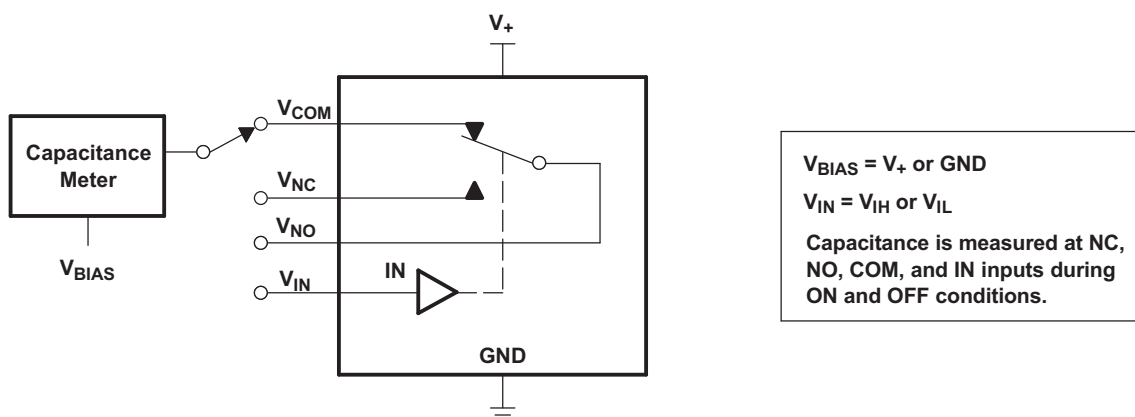 V+
VCOM
Capacitance
Meter
VNC
VNO
VBIAS
VIN
IN
GND
VBIAS = V+ or GND
VIN = VIH or VIL
Capacitance is measured at NC,
NO, COM, and IN inputs during
ON and OFF conditions.